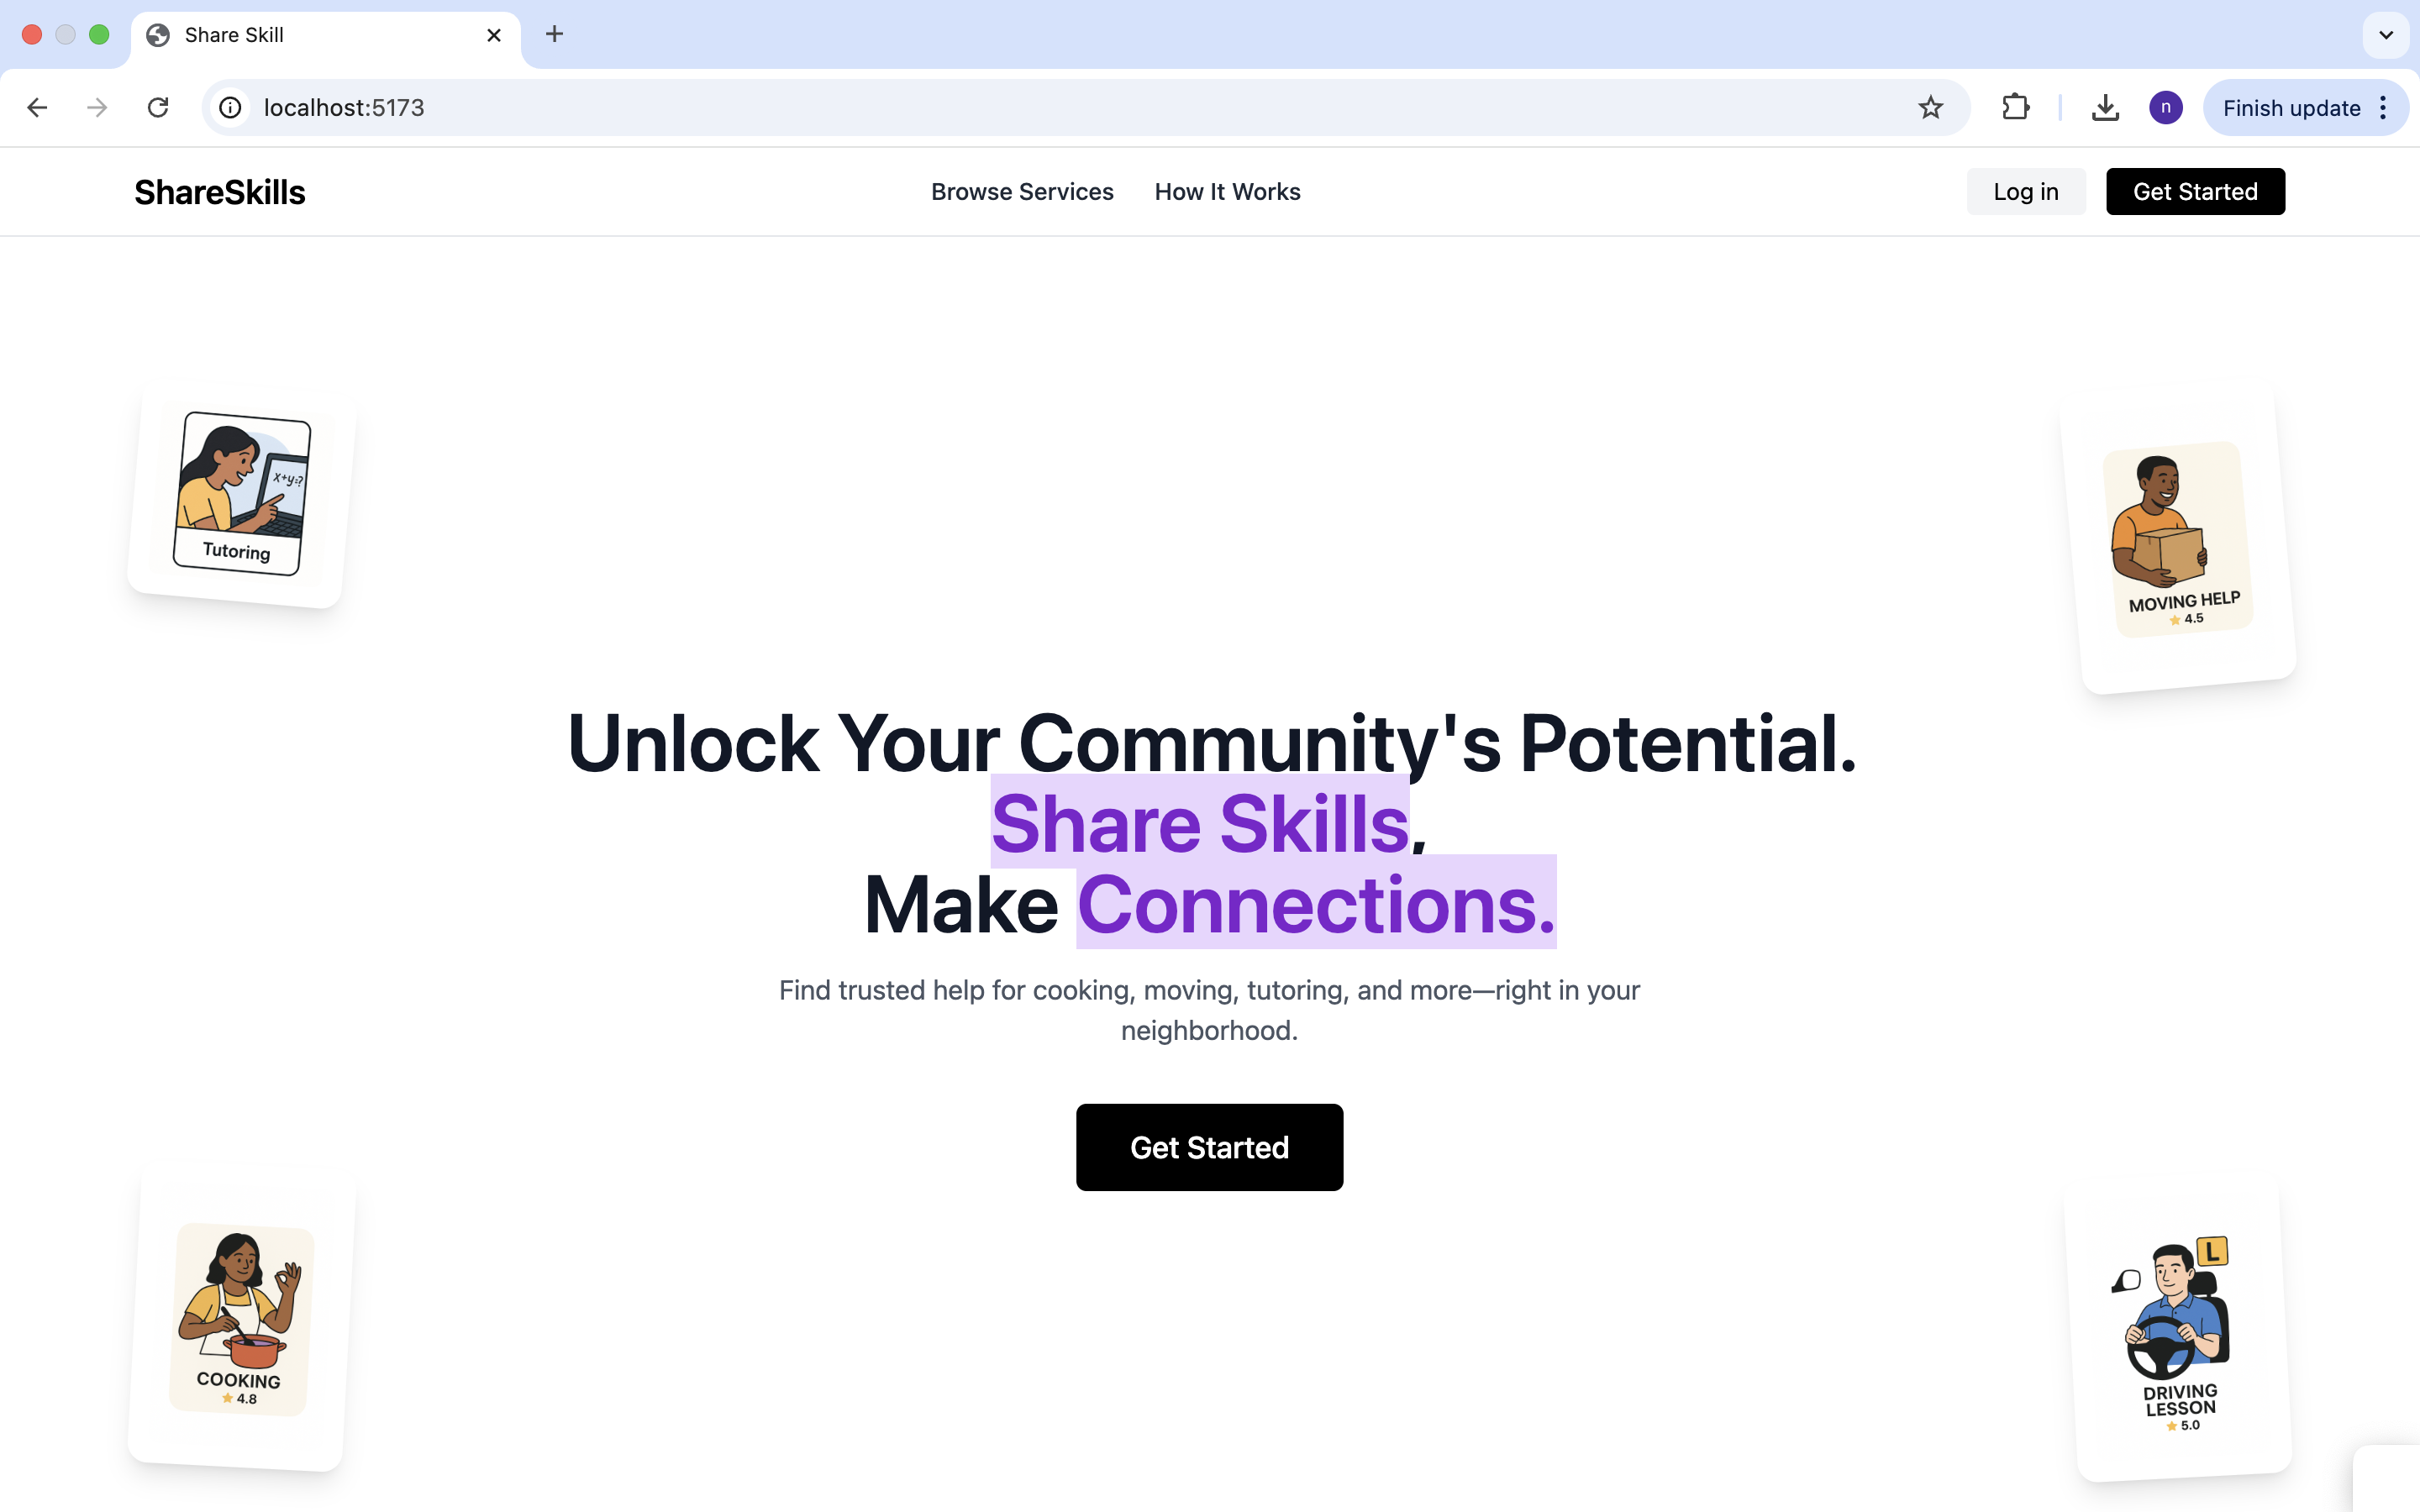 Share Skill
localhost:5173
n
Finish update
ShareSkills
Browse Services
How It Works
Log in
Get Started
X+y=?
Tutoring
MOVING HELP
4.5
Unlock Your Community's Potential.
Share Skills,
Make Connections.
Find trusted help for cooking, moving, tutoring, and more—right in your
neighborhood.
Get Started
COOKING
4.8
L
DRIVING
LESSON
5.0